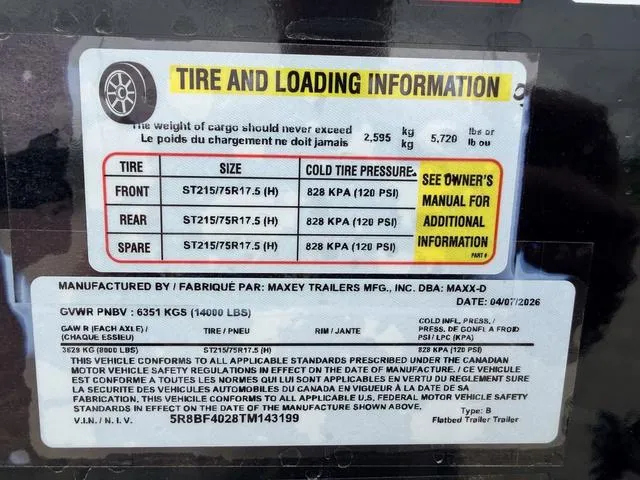 TIRE AND LOADING INFORMATION
The weight of cargo should never exceed kg lbs or
Le poids du chargement ne doit jamais 2,595 kg 5,720 lb ou
TIRE SIZE COLD TIRE PRESSURE
FRONT ST215/75R17.5 (H) 828 KPA (120 PSI)
REAR ST215/75R17.5 (H) 828 KPA (120 PSI)
SPARE ST215/75R17.5 (H) 828 KPA (120 PSI)
SEE OWNER'S
MANUAL FOR
ADDITIONAL
INFORMATION
PART #
MANUFACTURED BY / FABRIQUÉ PAR: MAXEY TRAILERS MFG., INC. DBA: MAXX-D
GVWR PNBV : 6351 KGS (14000 LBS) DATE: 04/07/2026
GAWR (EACH AXLE) / TIRE / PNEU RIM / JANTE COLD INFL. PRESS. /
(CHAQUE ESSIEU) PRESS. DE GONFL A FROID
PSI / LPC (KPA)
3629 KG (8000 LBS) ST215/75R17.5 (H) 828 KPA (120 PSI)
THIS VEHICLE CONFORMS TO ALL APPLICABLE STANDARDS PRESCRIBED UNDER THE CANADIAN
MOTOR VEHICLE SAFETY REGULATIONS IN EFFECT ON THE DATE OF MANUFACTURE. / CE VEHICULE
EST CONFORME A TOUTES LES NORMES QUI LUI SONT APPLICABLES EN VERTU DU REGLEMENT SURE
LA SECURITE DES VEHICULES AUTOMOBILES DU CANADA EN VIGUEUR À LA DATE DE SA
FABRICATION. THIS VEHICLE CONFORMS TO ALL APPLICABLE U.S. FEDERAL MOTOR VEHICLE SAFETY
STANDARDS IN EFFECT ON THE DATE OF THE MANUFACTURE SHOWN ABOVE.
V.I.N. / N.I.V. 5R8BF4028TM143199 Type: B
Flatbed Trailer Trailer